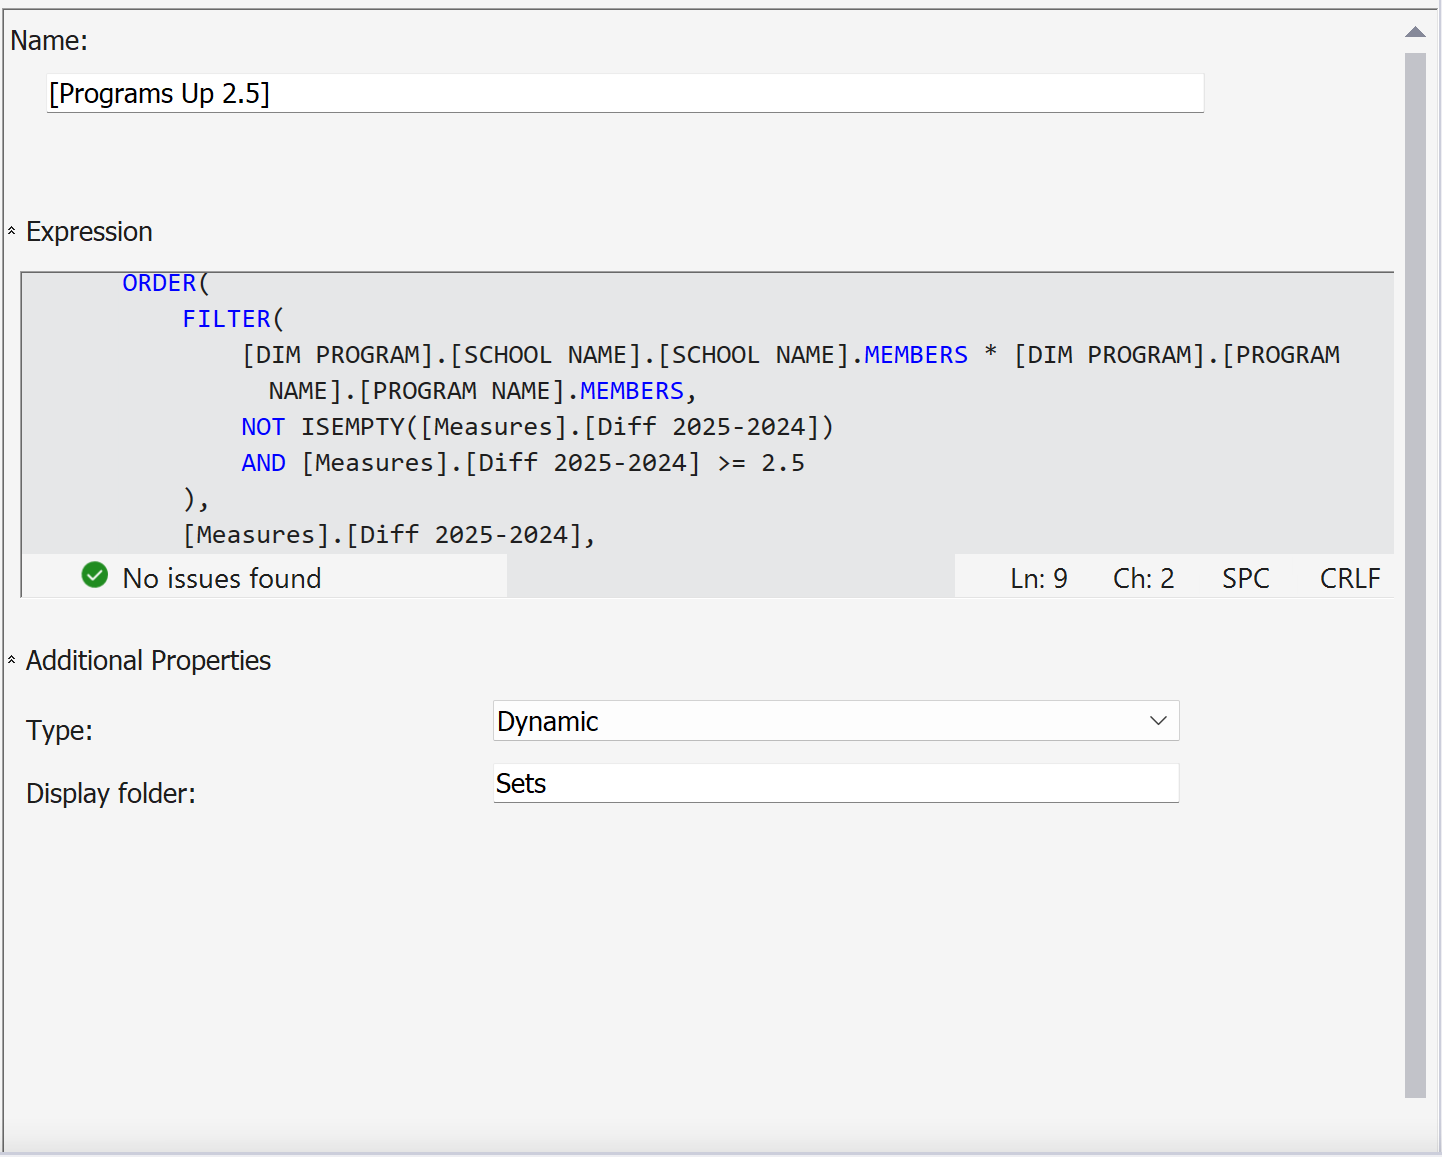 Name:
[Programs Up 2.5]
Expression
ORDER(
FILTER(
[DIM PROGRAM].[SCHOOL NAME].[SCHOOL NAME].MEMBERS * [DIM PROGRAM].[PROGRAM
NAME].[PROGRAM NAME].MEMBERS,
NOT ISEMPTY([Measures].[Diff 2025-2024])
AND [Measures].[Diff 2025-2024] >= 2.5
),
[Measures].[Diff 2025-2024],
No issues found Ln: 9 Ch: 2 SPC CRLF
Additional Properties
Type: Dynamic
Display folder: Sets